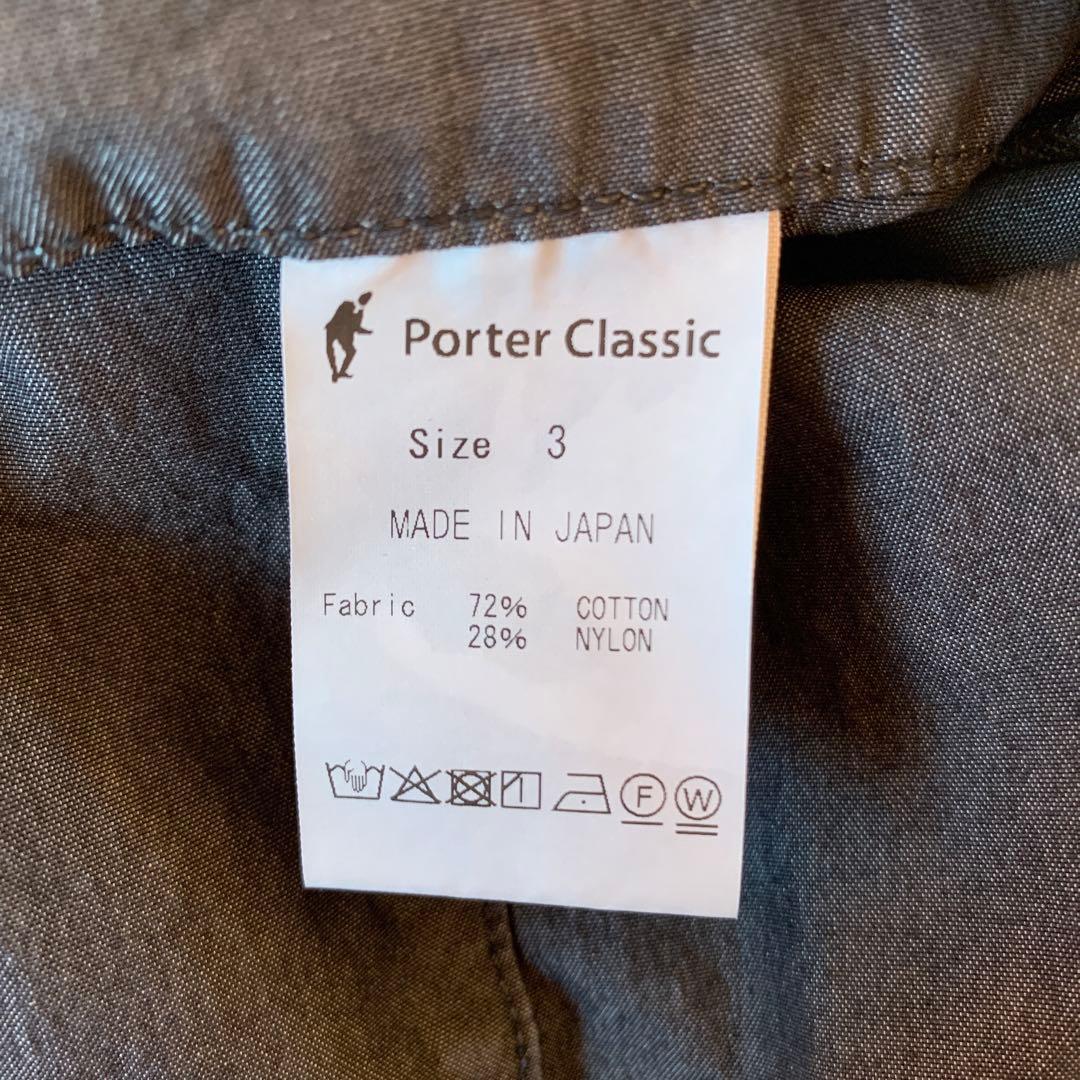 Porter Classic
Size 3
MADE IN JAPAN
Fabric 72% COTTON
28% NYLON
F W